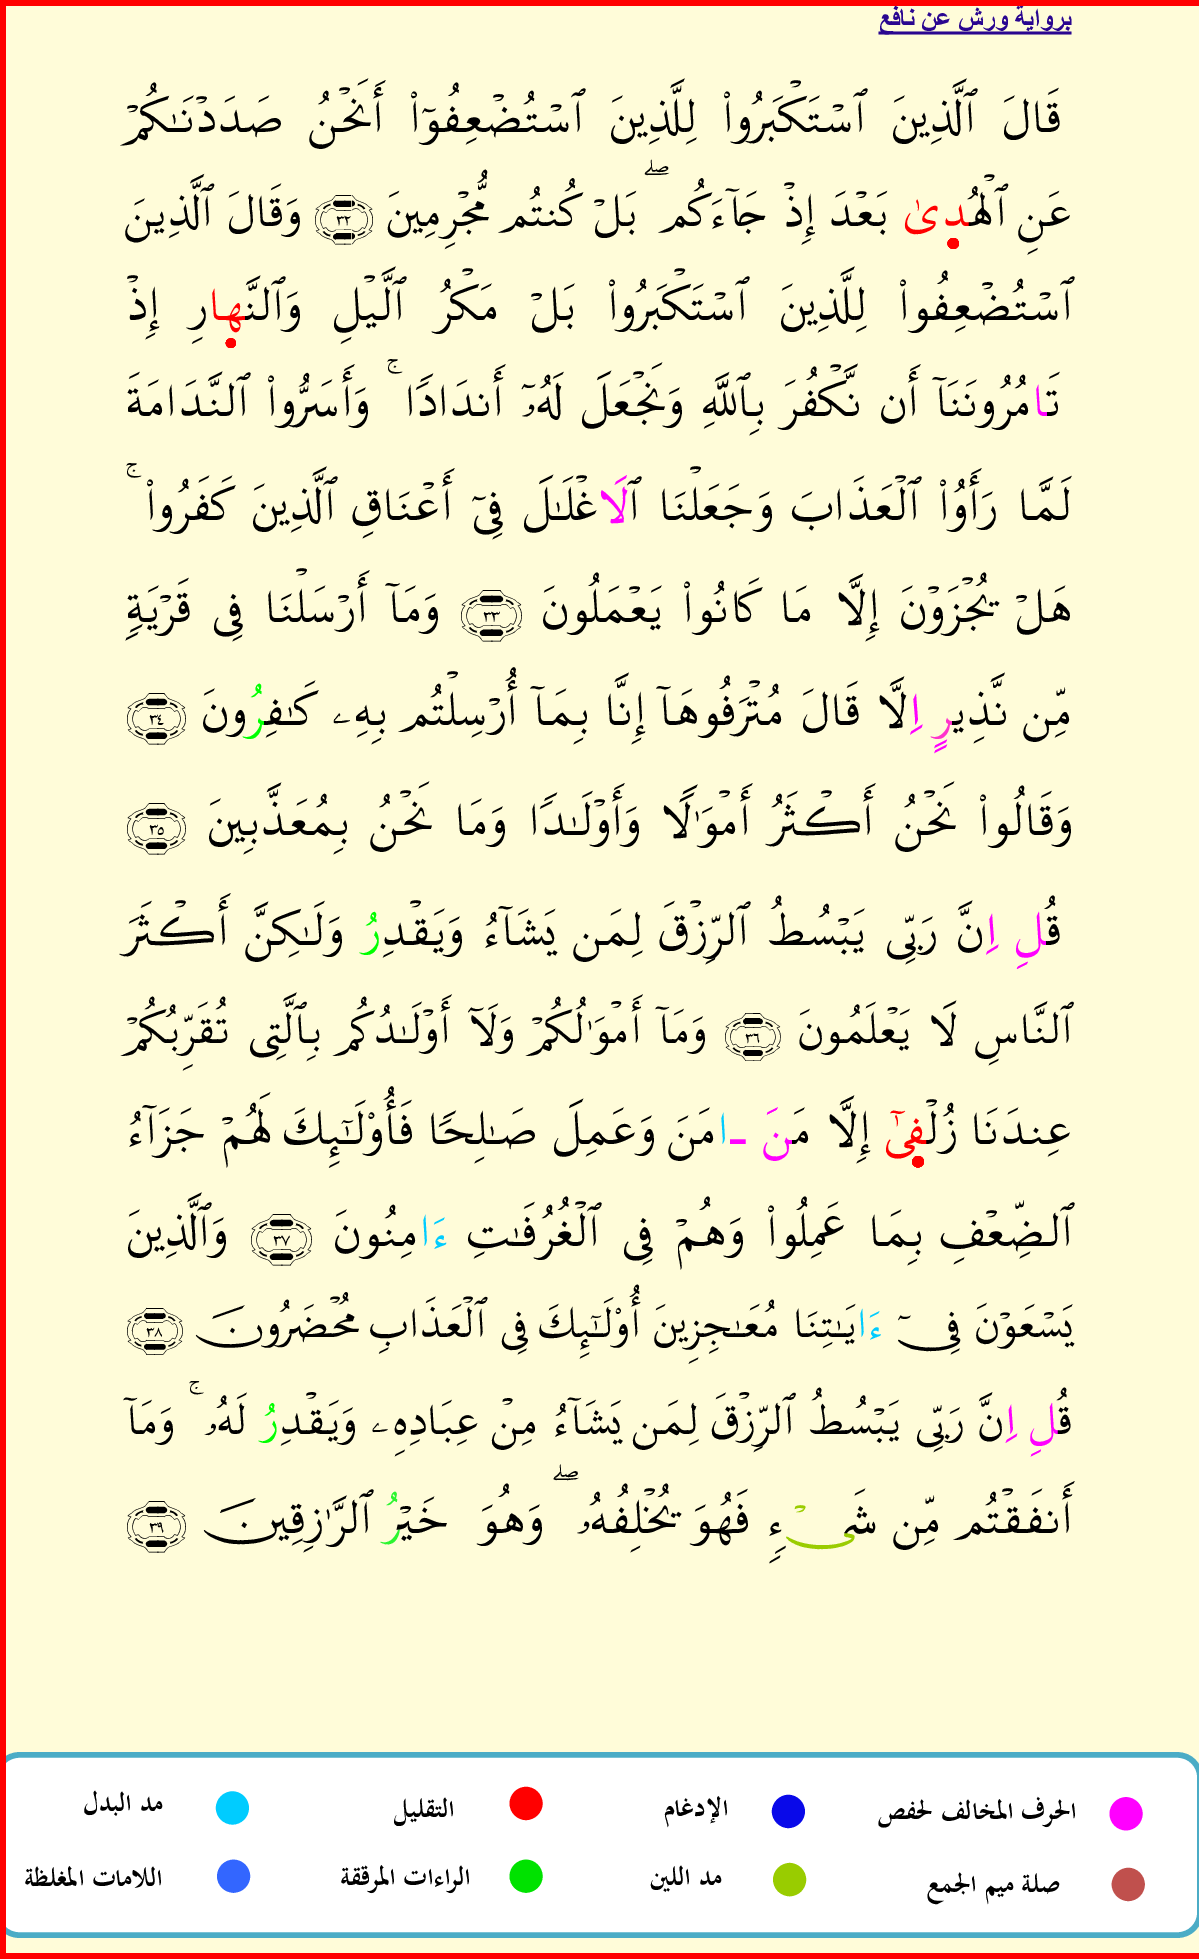 برواية ورش عن نافع
قَالَ ٱلَّذِينَ ٱسْتَكْبَرُوا۟ لِلَّذِينَ ٱسْتُضْعِفُوٓا۟ أَنَحْنُ صَدَدْنَـٰكُمْ
عَنِ ٱلْهُدِىٰ بَعْدَ إِذْ جَآءَكُم ۖ بَلْ كُنتُم مُّجْرِمِينَ ٣٢ وَقَالَ ٱلَّذِينَ
ٱسْتُضْعِفُوا۟ لِلَّذِينَ ٱسْتَكْبَرُوا۟ بَلْ مَكْرُ ٱلَّيْلِ وَٱلنَّهارِ إِذْ
تَامُرُونَنَآ أَن نَّكْفُرَ بِٱللَّهِ وَنَجْعَلَ لَهُۥٓ أَندَادًا ۚ وَأَسَرُّوا۟ ٱلنَّدَامَةَ
لَمَّا رَأَوُا۟ ٱلْعَذَابَ وَجَعَلْنَا ٱلَاغْلَـٰلَ فِىٓ أَعْنَاقِ ٱلَّذِينَ كَفَرُوا۟ ۚ
هَلْ يُجْزَوْنَ إِلَّا مَا كَانُوا۟ يَعْمَلُونَ ٣٣ وَمَآ أَرْسَلْنَا فِى قَرْيَةٍ
مِّن نَّذِيرٍ اِلَّا قَالَ مُتْرَفُوهَآ إِنَّا بِمَآ أُرْسِلْتُم بِهِۦ كَـٰفِرُونَ ٣٤
وَقَالُوا۟ نَحْنُ أَكْثَرُ أَمْوَٰلًا وَأَوْلَـٰدًا وَمَا نَحْنُ بِمُعَذَّبِينَ ٣٥
قُلِ اِنَّ رَبِّى يَبْسُطُ ٱلرِّزْقَ لِمَن يَشَآءُ وَيَقْدِرُ وَلَـٰكِنَّ أَكْثَرَ
ٱلنَّاسِ لَا يَعْلَمُونَ ٣٦ وَمَآ أَمْوَٰلُكُمْ وَلَآ أَوْلَـٰدُكُم بِٱلَّتِى تُقَرِّبُكُمْ
عِندَنَا زُلْفِىٓ إِلَّا مَنَ ـامَنَ وَعَمِلَ صَـٰلِحًا فَأُو۟لَـٰٓئِكَ لَهُمْ جَزَآءُ
ٱلضِّعْفِ بِمَا عَمِلُوا۟ وَهُمْ فِى ٱلْغُرُفَـٰتِ ءَامِنُونَ ٣٧ وَٱلَّذِينَ
يَسْعَوْنَ فِىٓ ءَايَـٰتِنَا مُعَـٰجِزِينَ أُو۟لَـٰٓئِكَ فِى ٱلْعَذَابِ مُحْضَرُونَ ٣٨
قُلِ اِنَّ رَبِّى يَبْسُطُ ٱلرِّزْقَ لِمَن يَشَآءُ مِنْ عِبَادِهِۦ وَيَقْدِرُ لَهُۥ ۚ وَمَآ
أَنفَقْتُم مِّن شَىْءٍ فَهُوَ يُخْلِفُهُۥ ۖ وَهُوَ خَيْرُ ٱلرَّٰزِقِينَ ٣٩
الحرف المخالف لحفص الإدغام التقليل مد البدل
صلة ميم الجمع مد اللين الراءات المرققة اللامات المغلظة